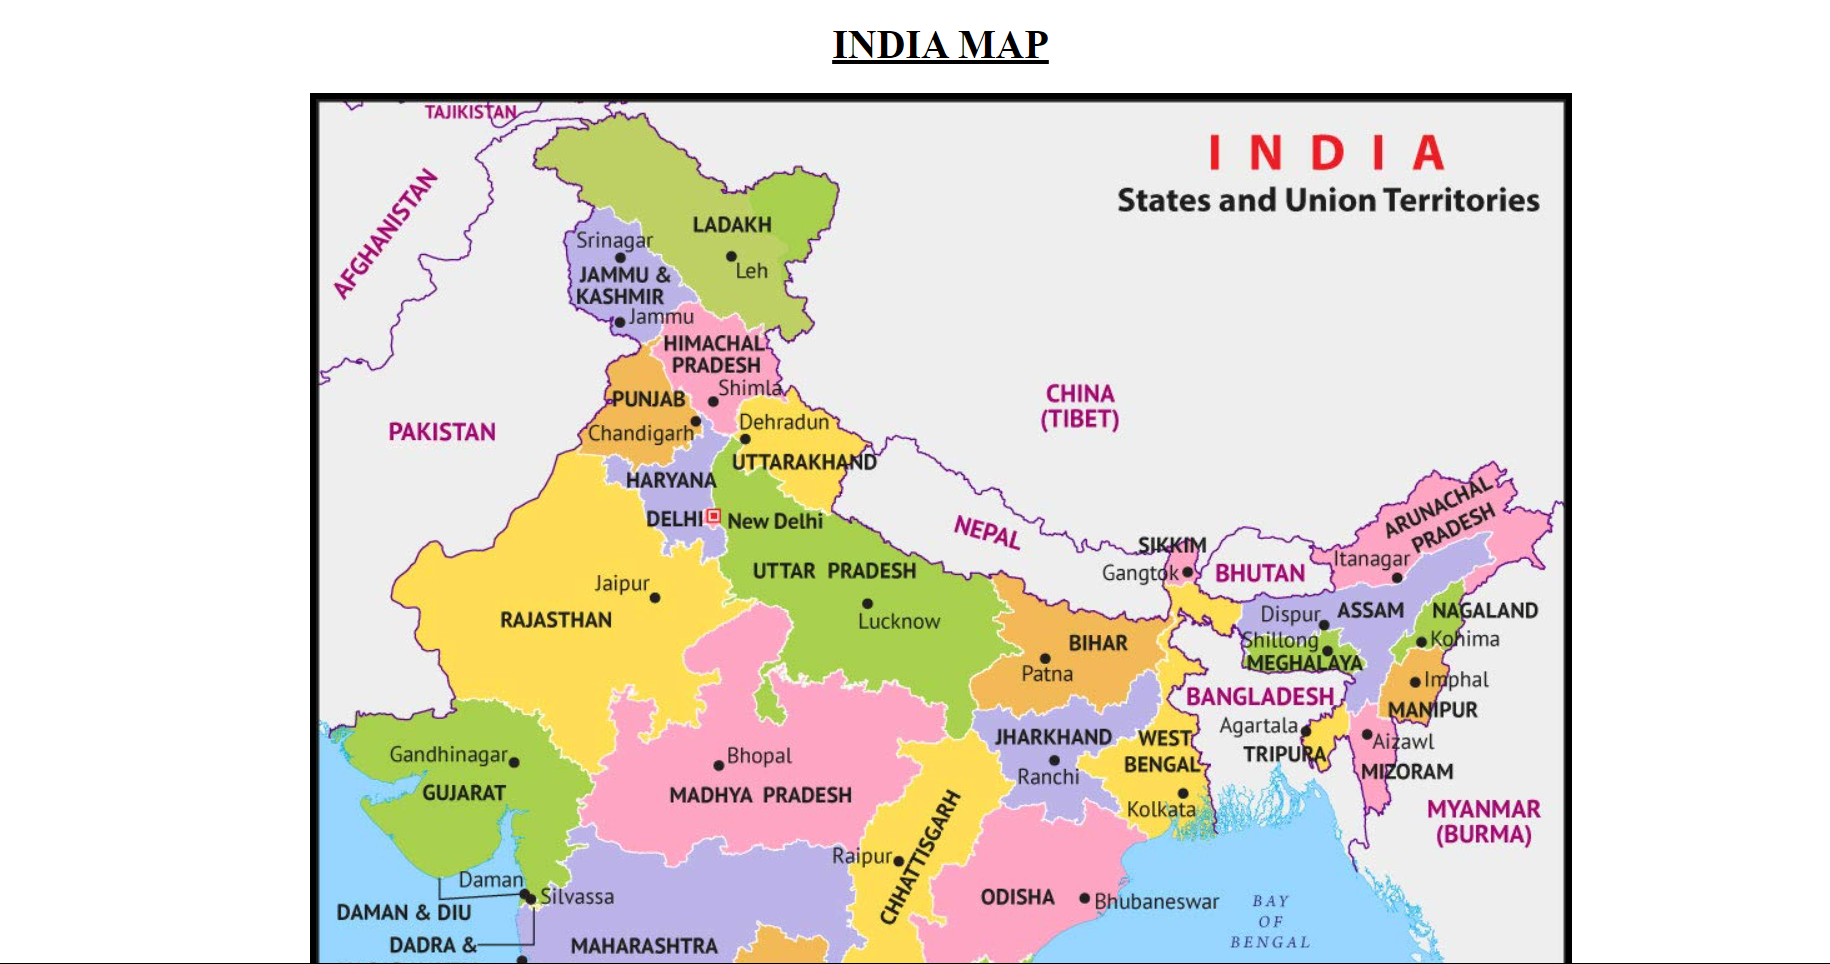 INDIA MAP
TAJIKISTAN
INDIA
States and Union Territories
AFGHANISTAN
LADAKH
Srinagar
Leh
JAMMU &
KASHMIR
Jammu
HIMACHAL
PRADESH
Shimla
CHINA
(TIBET)
PUNJAB
Chandigarh
Dehradun
PAKISTAN
UTTARAKHAND
HARYANA
DELHI
New Delhi
NEPAL
ARUNACHAL
PRADESH
SIKKIM
Gangtok
BHUTAN
Itanagar
UTTAR PRADESH
Jaipur
RAJASTHAN
Lucknow
Dispur
ASSAM
NAGALAND
BIHAR
Shillong
Kohima
MEGHALAYA
Patna
Imphal
BANGLADESH
MANIPUR
Agartala
JHARKHAND
WEST
BENGAL
TRIPURA
Aizawl
MIZORAM
Gandhinagar
Bhopal
Ranchi
GUJARAT
MADHYA PRADESH
Kolkata
MYANMAR
(BURMA)
CHHATTISGARH
Raipur
Daman
Silvassa
ODISHA
Bhubaneswar
BAY
OF
BENGAL
DAMAN & DIU
DADRA &
MAHARASHTRA